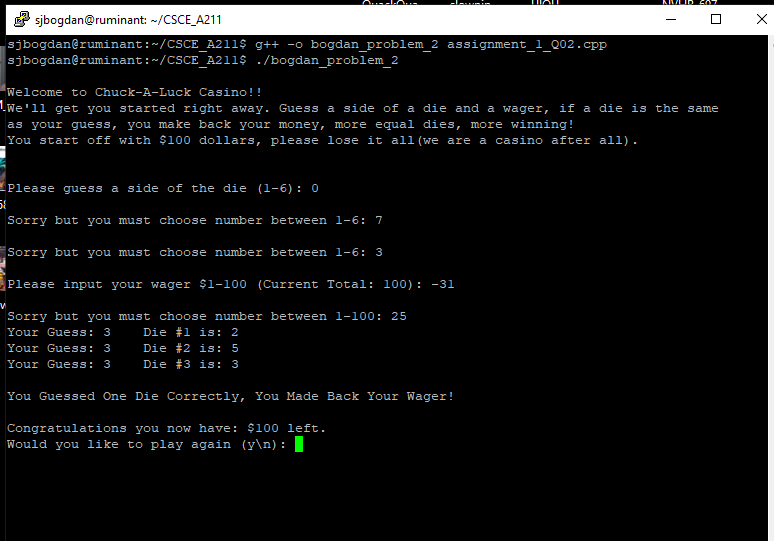 QuackQua slownin UIQU NVHR-607
sjbogdan@ruminant: ~/CSCE_A211
sjbogdan@ruminant:~/CSCE_A211$ g++ -o bogdan_problem_2 assignment_1_Q02.cpp
sjbogdan@ruminant:~/CSCE_A211$ ./bogdan_problem_2
Welcome to Chuck-A-Luck Casino!!
We'll get you started right away. Guess a side of a die and a wager, if a die is the same
as your guess, you make back your money, more equal dies, more winning!
You start off with $100 dollars, please lose it all(we are a casino after all).
Please guess a side of the die (1-6): 0
Sorry but you must choose number between 1-6: 7
Sorry but you must choose number between 1-6: 3
Please input your wager $1-100 (Current Total: 100): -31
Sorry but you must choose number between 1-100: 25
Your Guess: 3    Die #1 is: 2
Your Guess: 3    Die #2 is: 5
Your Guess: 3    Die #3 is: 3
You Guessed One Die Correctly, You Made Back Your Wager!
Congratulations you now have: $100 left.
Would you like to play again (y\n):